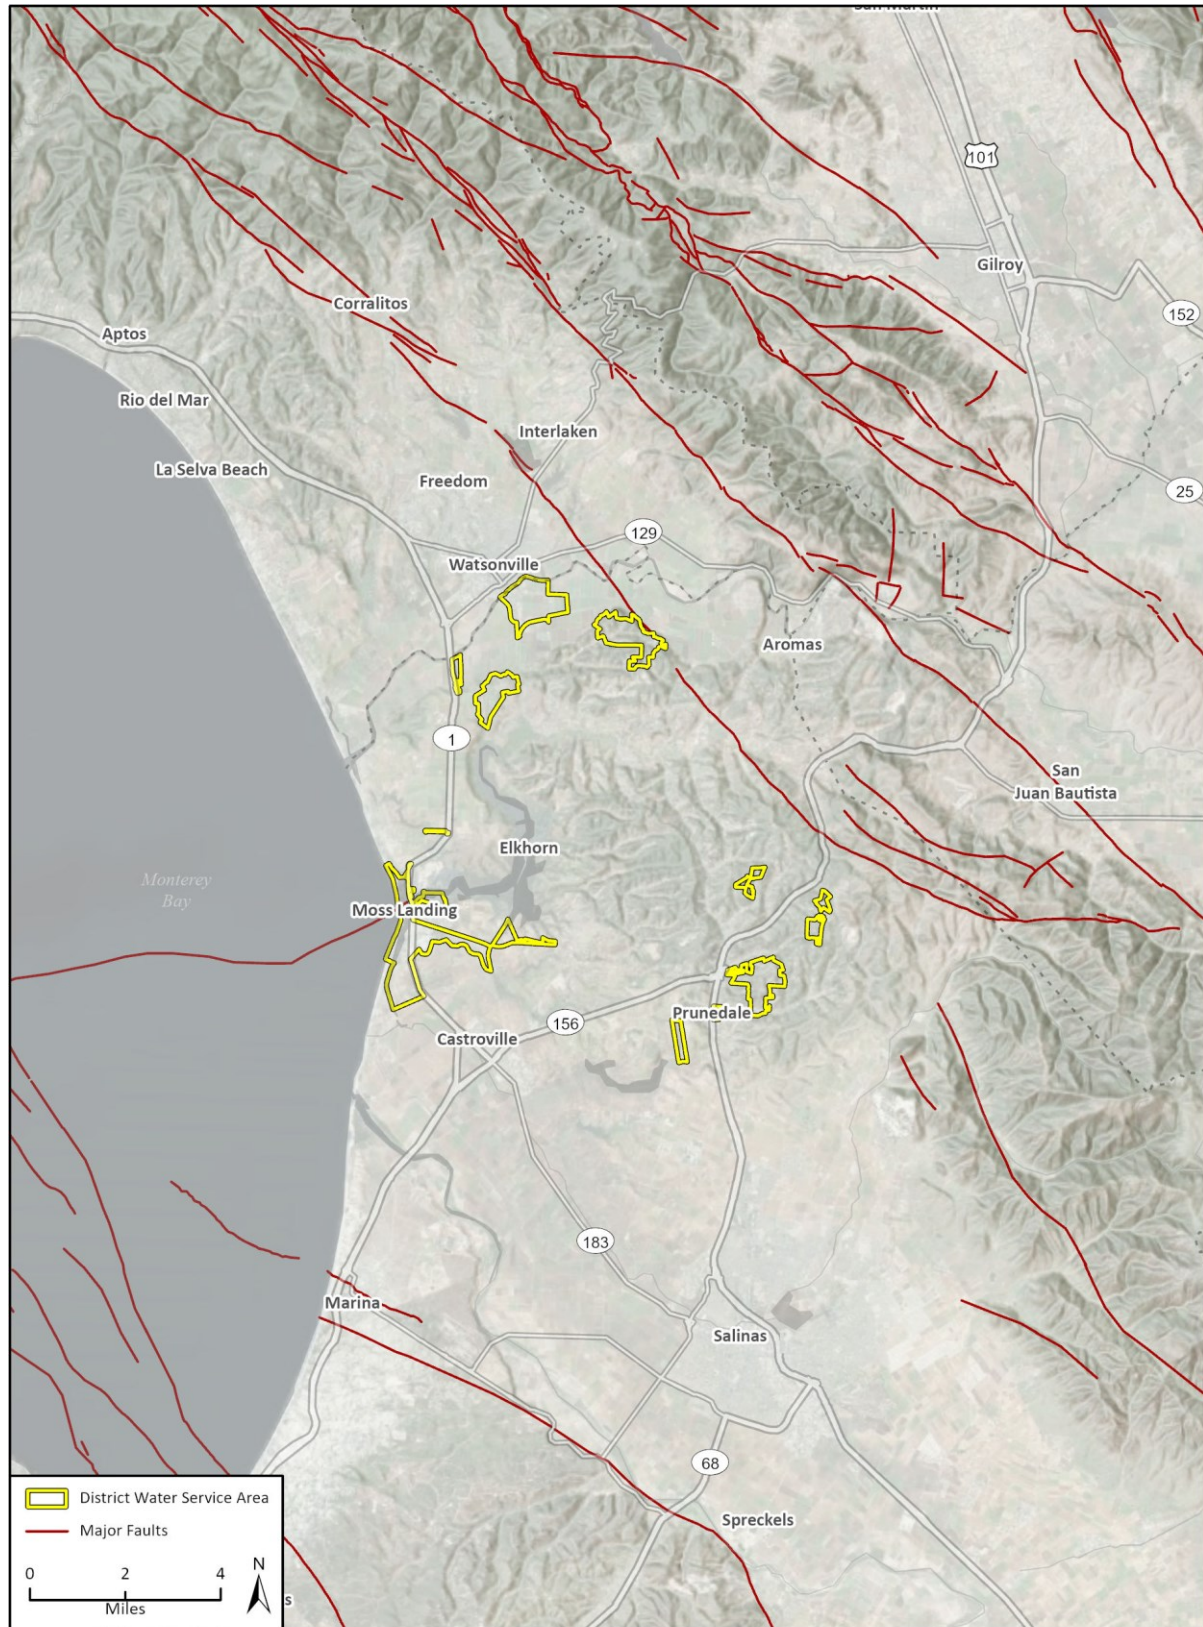 San Martin
101
Gilroy
152
Corralitos
Aptos
Rio del Mar
Interlaken
La Selva Beach
Freedom
25
129
Watsonville
Aromas
1
San
Juan Bautista
Elkhorn
Monterey
Bay
Moss Landing
Prunedale
156
Castroville
183
Marina
Salinas
68
Spreckels
District Water Service Area
Major Faults
0 2 4
Miles
N
s